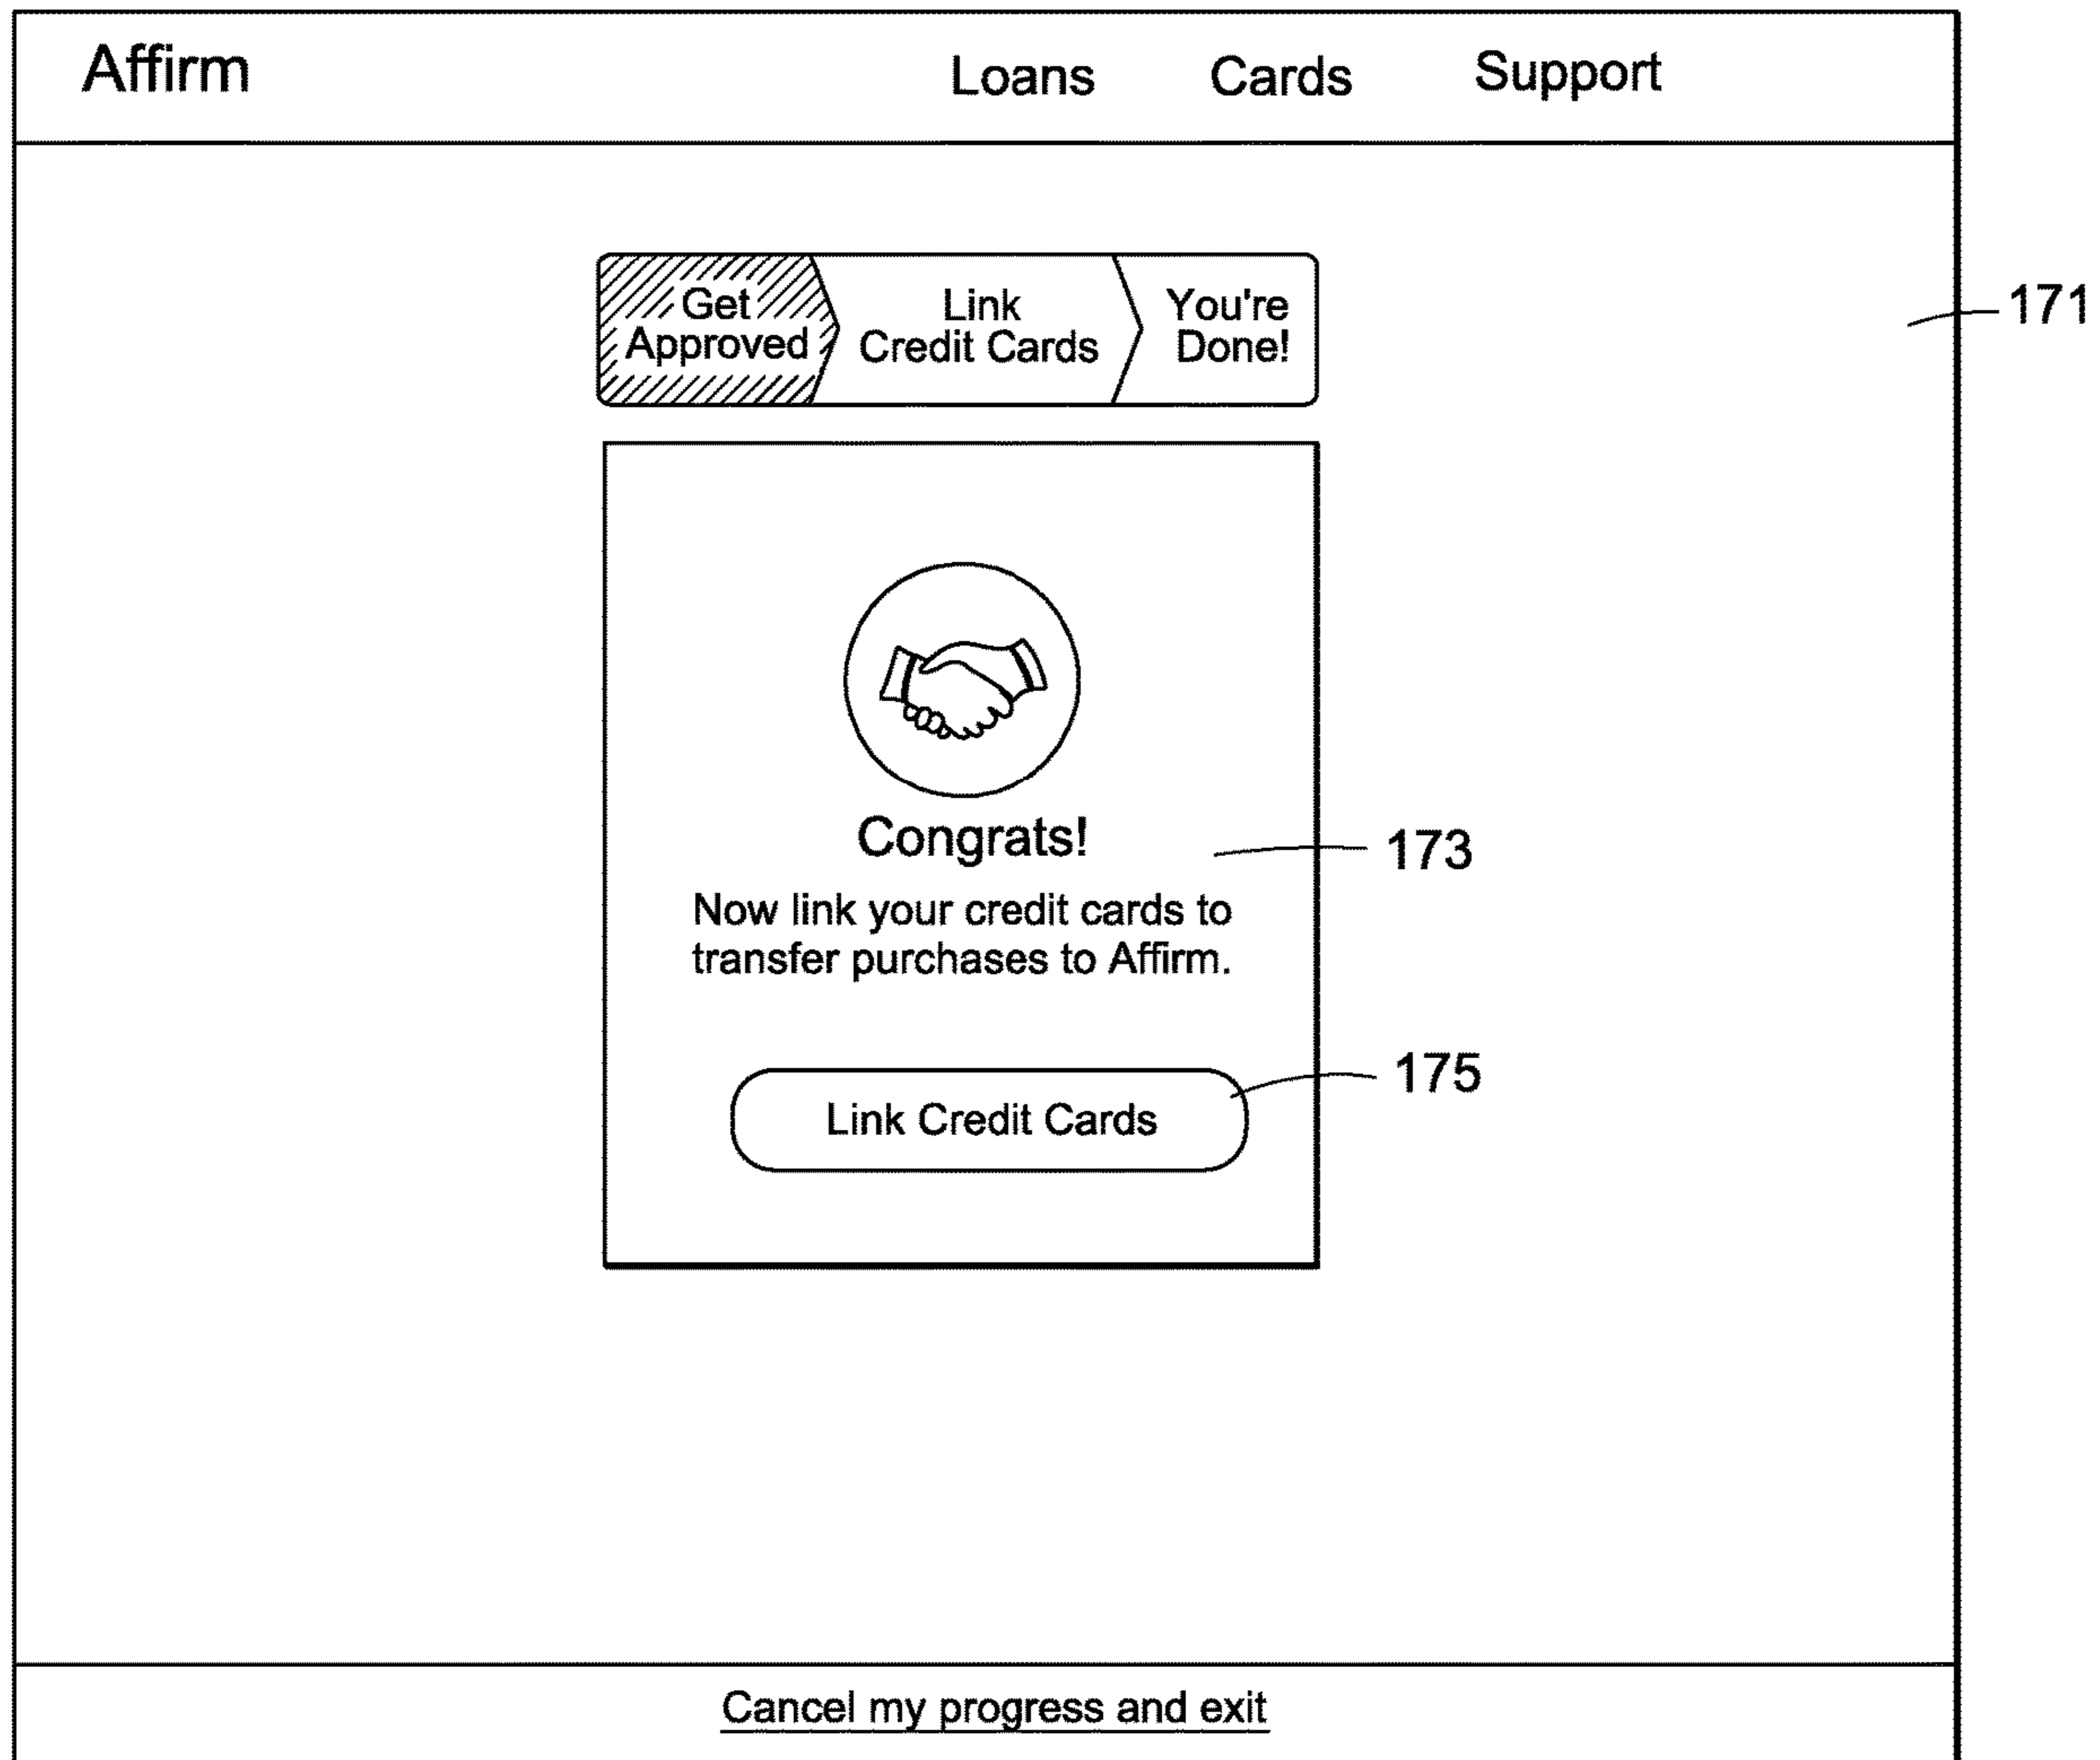 Affirm Loans Cards Support
Get Approved
Link Credit Cards
You're Done!
171
Congrats!
173
Now link your credit cards to
transfer purchases to Affirm.
175
Link Credit Cards
Cancel my progress and exit